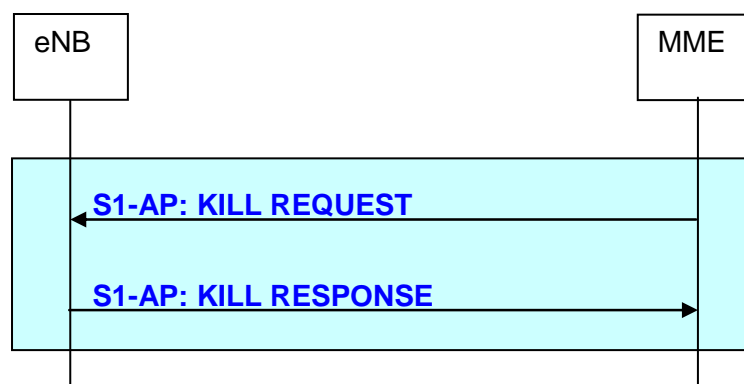 eNB
MME
S1-AP: KILL REQUEST
S1-AP: KILL RESPONSE